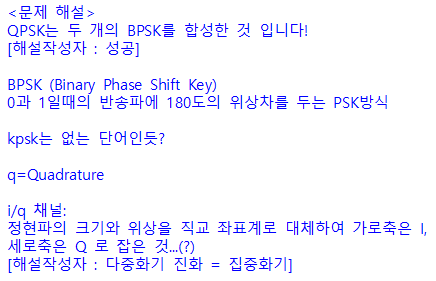 <문제 해설>
QPSK는 두 개의 BPSK를 합성한 것 입니다!
[해설작성자 : 성공]
BPSK (Binary Phase Shift Key)
0과 1일때의 반송파에 180도의 위상차를 두는 PSK방식
kpsk는 없는 단어인듯?
q=Quadrature
i/q 채널:
정현파의 크기와 위상을 직교 좌표계로 대체하여 가로축은 I,
세로축은 Q 로 잡은 것...(?)
[해설작성자 : 다중화기 진화 = 집중화기]